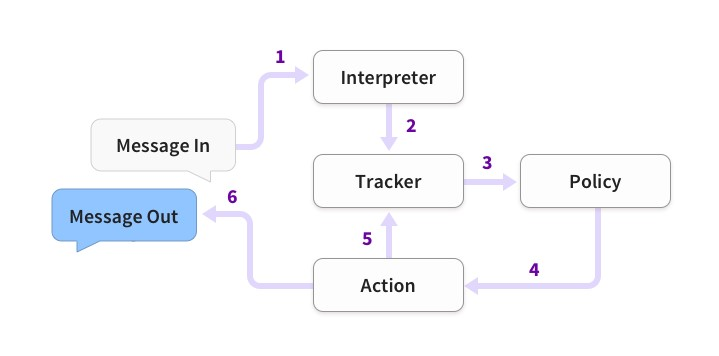 1
Interpreter
2
Message In
3
Tracker
Policy
6
Message Out
5
4
Action